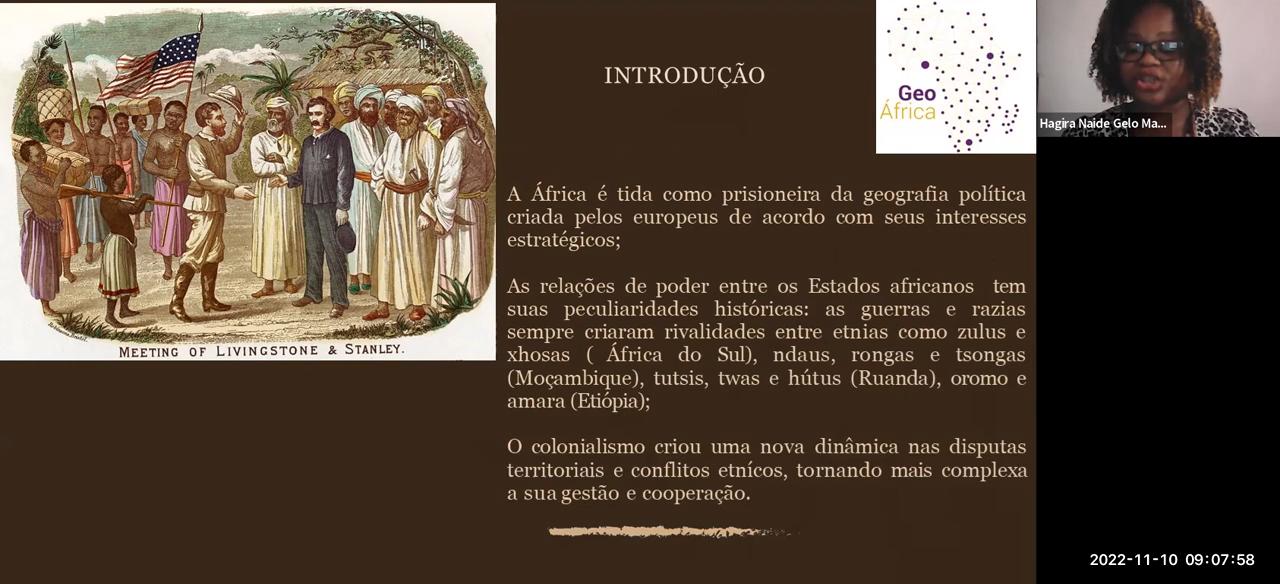 MEETING OF LIVINGSTONE & STANLEY.
INTRODUÇÃO
Geo
África
Hagira Naide Gelo Ma...
A África é tida como prisioneira da geografia política
criada pelos europeus de acordo com seus interesses
estratégicos;
As relações de poder entre os Estados africanos tem
suas peculiaridades históricas: as guerras e razias
sempre criaram rivalidades entre etnias como zulus e
xhosas ( África do Sul), ndaus, rongas e tsongas
(Moçambique), tutsis, twas e hútus (Ruanda), oromo e
amara (Etiópia);
O colonialismo criou uma nova dinâmica nas disputas
territoriais e conflitos etnícos, tornando mais complexa
a sua gestão e cooperação.
2022-11-10 09:07:58